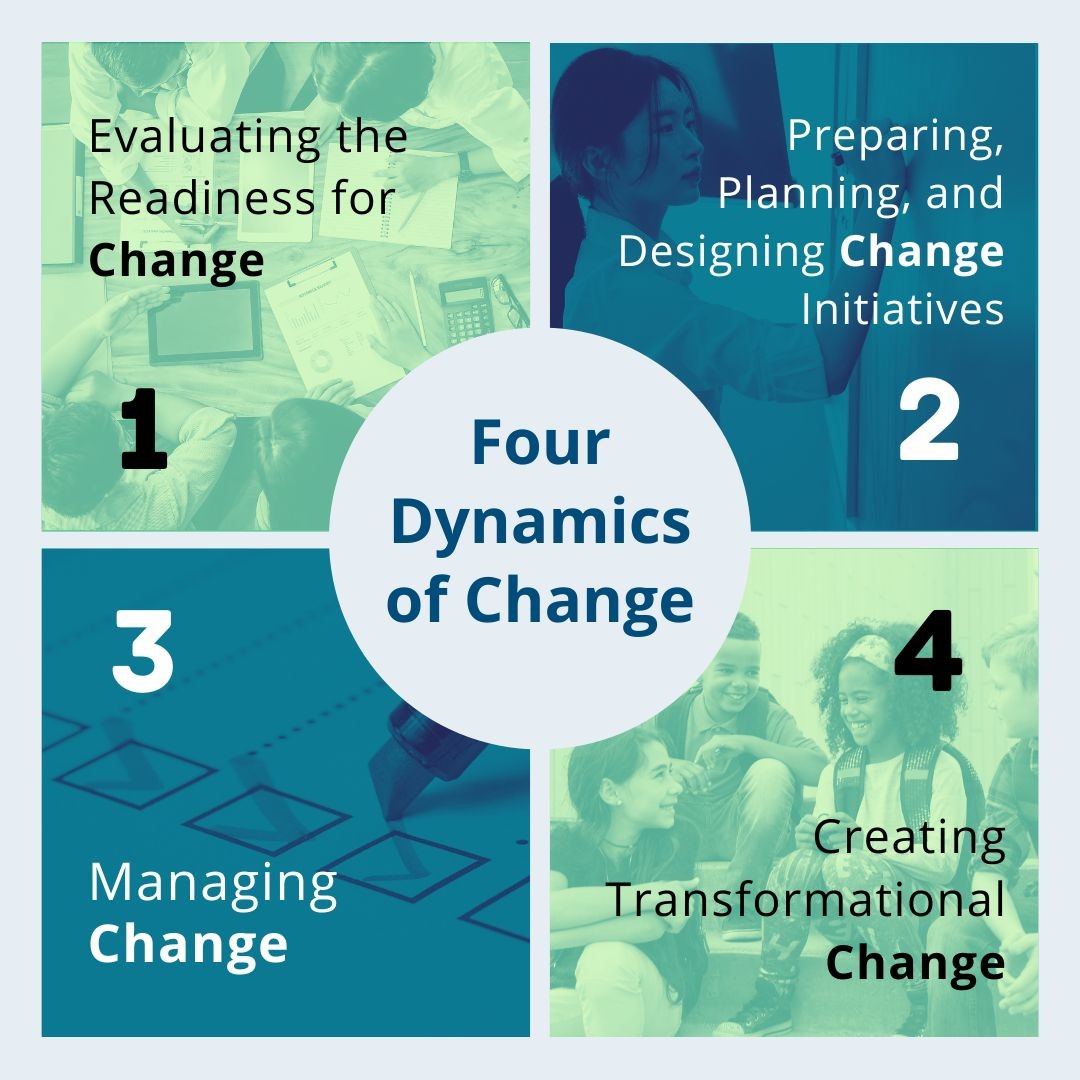 Evaluating the
Readiness for
Change
1
Preparing,
Planning, and
Designing Change
Initiatives
2
Four
Dynamics
of Change
3
Managing
Change
4
Creating
Transformational
Change